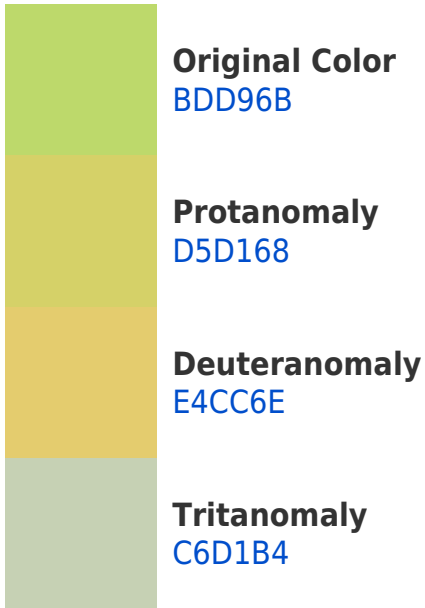 Original Color
BDD96B
Protanomaly
D5D168
Deuteranomaly
E4CC6E
Tritanomaly
C6D1B4